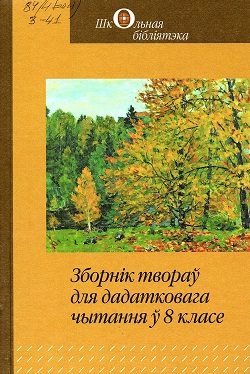 Школьная
бібліятэка
Зборнік твораў
для дадатковага
чытання ў 8 класе